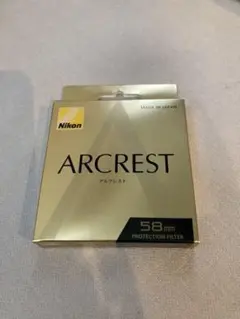 MADE IN JAPAN
Nikon
ARCREST
アルクレスト
58mm
PROTECTION FILTER